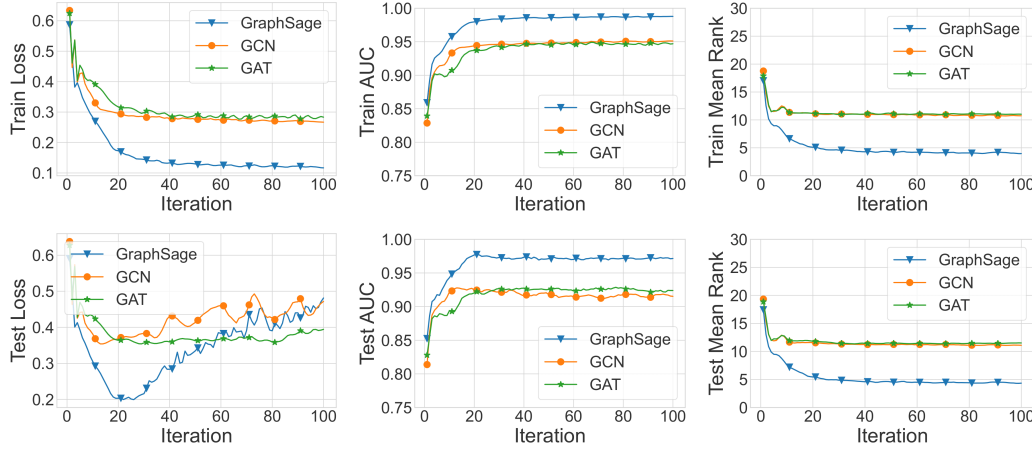 Train Loss
0.6
0.5
0.4
0.3
0.2
0.1
0 20 40 60 80 100
Iteration
GraphSage
GCN
GAT
Train AUC
1.00
0.95
0.90
0.85
0.80
0.75
0 20 40 60 80 100
Iteration
GraphSage
GCN
GAT
Train Mean Rank
30
25
20
15
10
5
0
0 20 40 60 80 100
Iteration
GraphSage
GCN
GAT
Test Loss
0.6
0.5
0.4
0.3
0.2
0 20 40 60 80 100
Iteration
GraphSage
GCN
GAT
Test AUC
1.00
0.95
0.90
0.85
0.80
0.75
0 20 40 60 80 100
Iteration
GraphSage
GCN
GAT
Test Mean Rank
30
25
20
15
10
5
0
0 20 40 60 80 100
Iteration
GraphSage
GCN
GAT